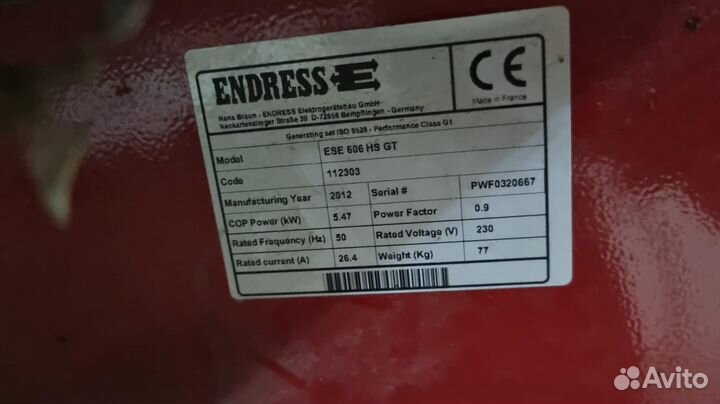 ENDRESS
CE
Made in France
Hans Braun - ENDRESS Elektrogerätebau GmbH
Neckartenzlinger Straße 39 D-72658 Bempflingen - Germany
Generating set ISO 8528 - Performance Class G1
Model ESE 606 HS GT
Code 112303
Manufacturing Year 2012 Serial # PWF0320667
COP Power (kW) 5.47 Power Factor 0.9
Rated Frequency (Hz) 50 Rated Voltage (V) 230
Rated current (A) 26.4 Weight (Kg) 77
Avito